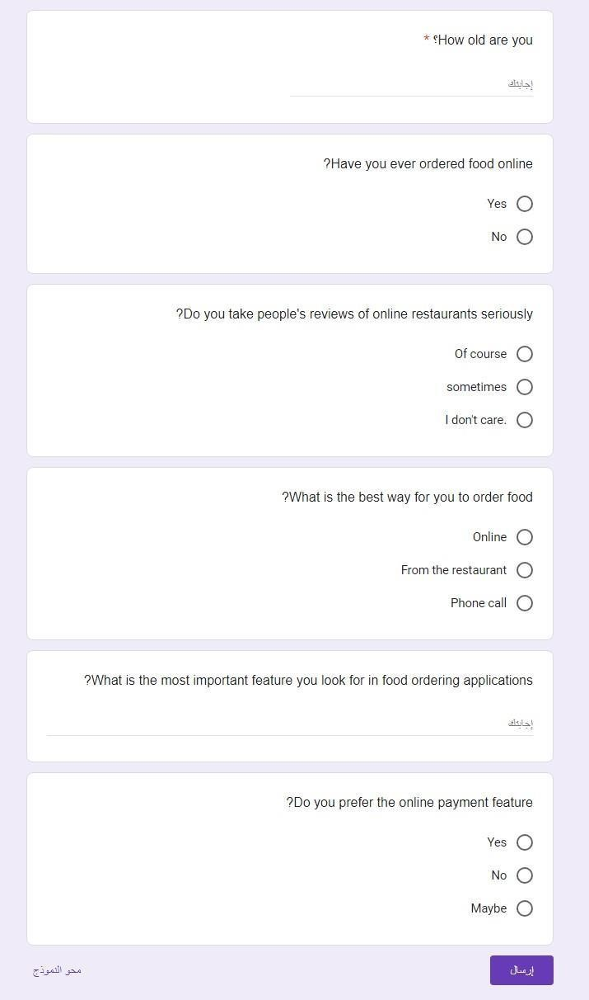 How old are you؟ *
إجابتك
Have you ever ordered food online?
Yes
No
Do you take people's reviews of online restaurants seriously?
Of course
sometimes
I don't care.
What is the best way for you to order food?
Online
From the restaurant
Phone call
What is the most important feature you look for in food ordering applications?
إجابتك
Do you prefer the online payment feature?
Yes
No
Maybe
إرسال
محو النموذج